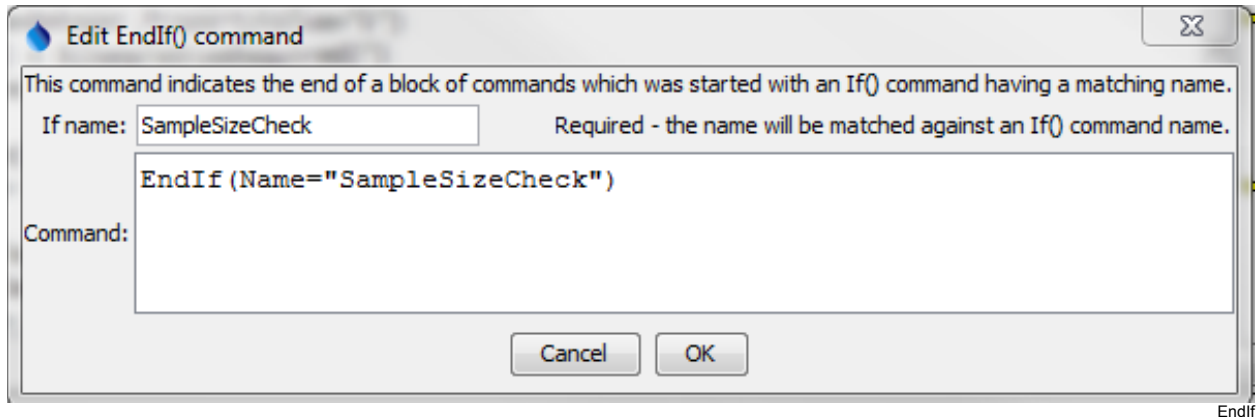 Edit EndIf() command
This command indicates the end of a block of commands which was started with an If() command having a matching name.
If name: SampleSizeCheck Required - the name will be matched against an If() command name.
EndIf(Name="SampleSizeCheck")
Command:
Cancel OK
EndIf